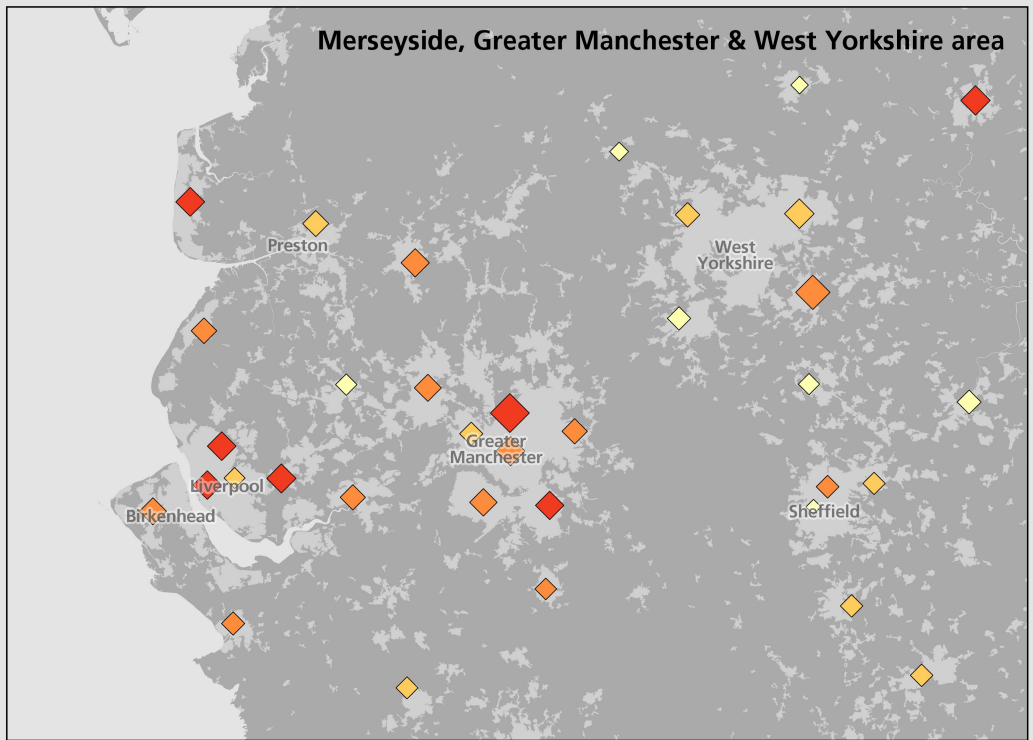 Merseyside, Greater Manchester & West Yorkshire area
Preston
West
Yorkshire
Greater
Manchester
Liverpool
Birkenhead
Sheffield